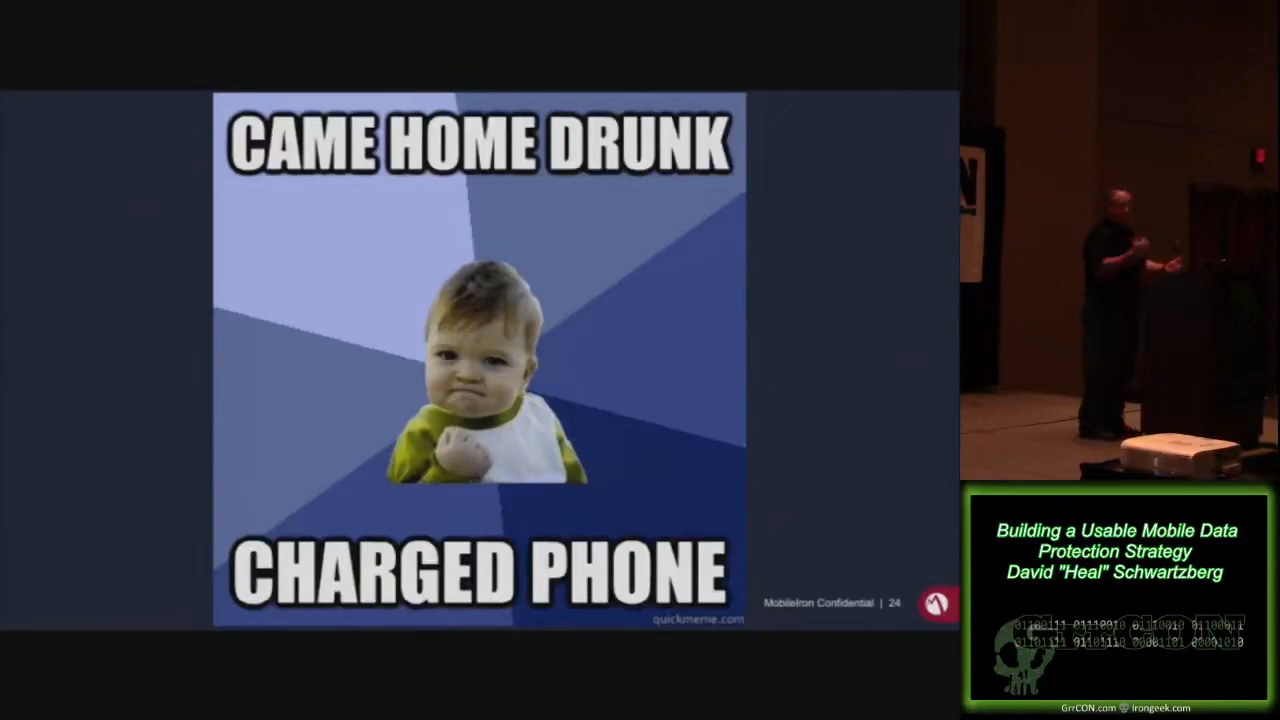 CAME HOME DRUNK
CHARGED PHONE
quickmeme.com
MobileIron Confidential | 24
N
Building a Usable Mobile Data
Protection Strategy
David "Heal" Schwartzberg
GrrCON
GrrCON.com Irongeek.com